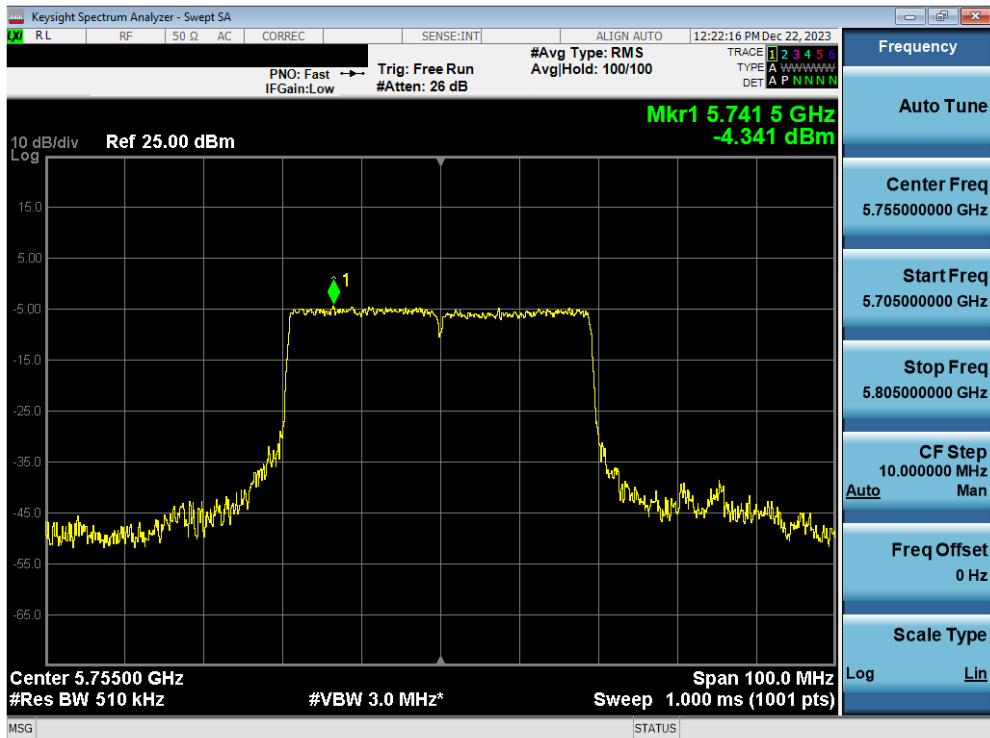 Keysight Spectrum Analyzer - Swept SA
LXI RL RF 50 Ω AC CORREC SENSE:INT ALIGN AUTO 12:22:16 PM Dec 22, 2023
PNO: Fast
IFGain:Low
Trig: Free Run
#Atten: 26 dB
#Avg Type: RMS
Avg|Hold: 100/100
TRACE 1 2 3 4 5 6
TYPE A WWWWW
DET A P N N N N
Mkr1 5.741 5 GHz
-4.341 dBm
10 dB/div Ref 25.00 dBm
Log
15.0
5.00
-5.00
-15.0
-25.0
-35.0
-45.0
-55.0
-65.0
1
Center 5.75500 GHz Span 100.0 MHz
#Res BW 510 kHz #VBW 3.0 MHz* Sweep 1.000 ms (1001 pts)
MSG STATUS
Frequency
Auto Tune
Center Freq
5.755000000 GHz
Start Freq
5.705000000 GHz
Stop Freq
5.805000000 GHz
CF Step
10.000000 MHz
Auto Man
Freq Offset
0 Hz
Scale Type
Log Lin